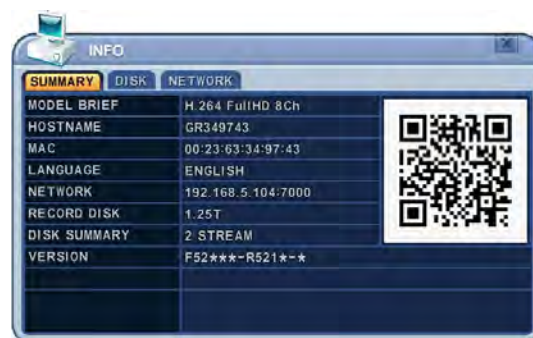 INFO
SUMMARY DISK NETWORK
MODEL BRIEF H.264 FullHD 8Ch
HOSTNAME GR349743
MAC 00:23:63:34:97:43
LANGUAGE ENGLISH
NETWORK 192.168.5.104:7000
RECORD DISK 1.25T
DISK SUMMARY 2 STREAM
VERSION F52***-R521*-*